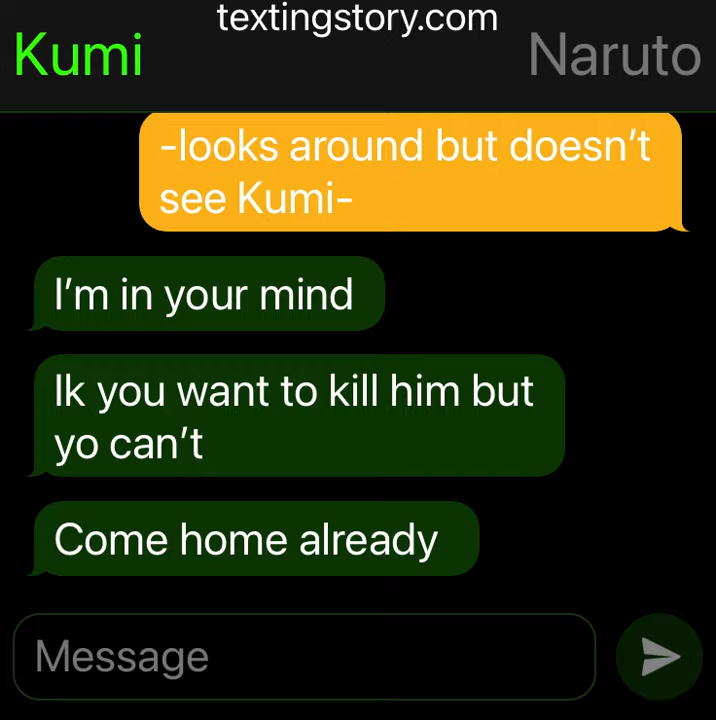 textingstory.com
Kumi
Naruto
-looks around but doesn’t
see Kumi-
I’m in your mind
Ik you want to kill him but
yo can’t
Come home already
Message